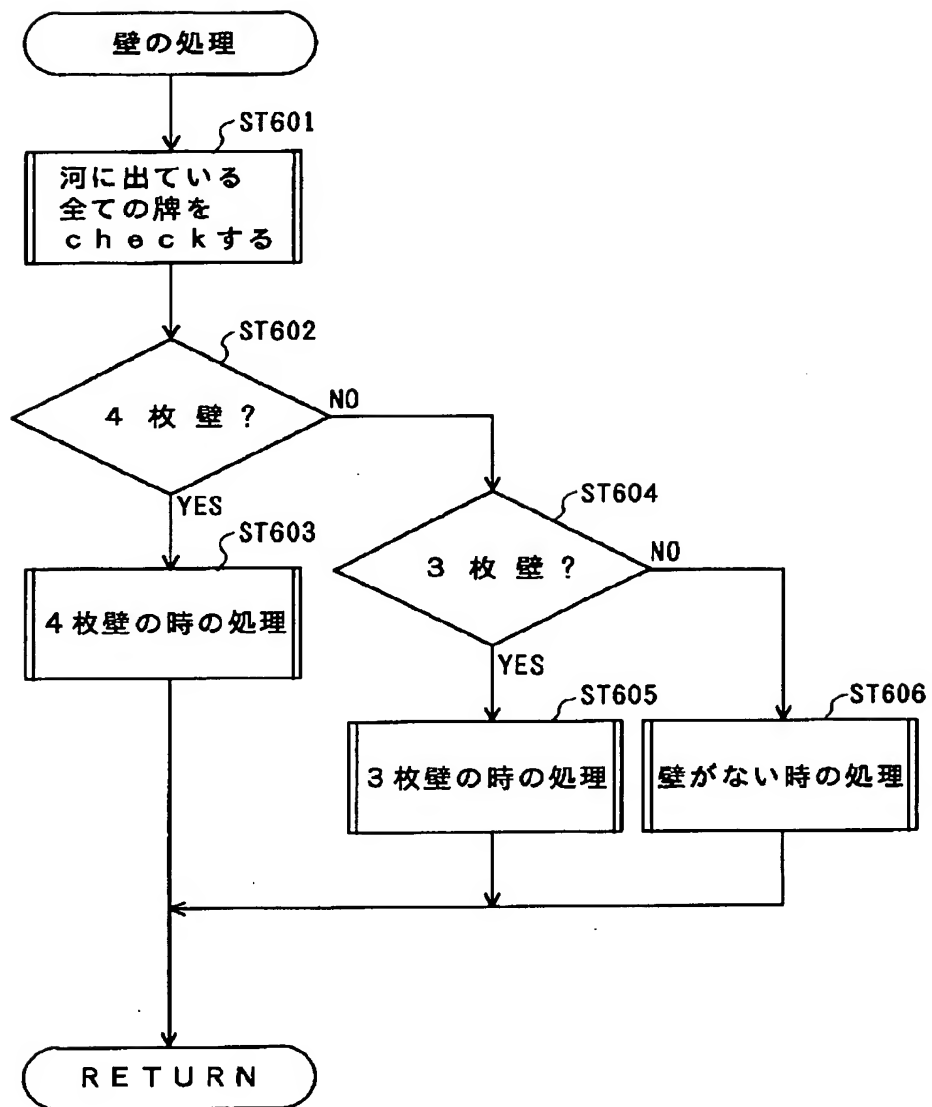 壁の処理
ST601
河に出ている
全ての牌を
checkする
ST602
4枚壁?
NO
YES
ST603
4枚壁の時の処理
ST604
3枚壁?
NO
YES
ST605
3枚壁の時の処理
ST606
壁がない時の処理
RETURN